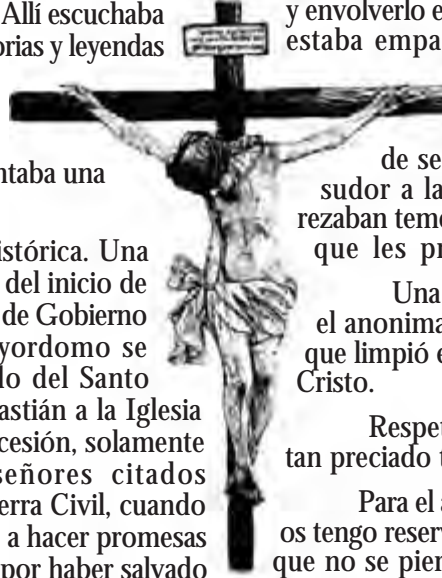 Allí escuchaba
orias y leyendas
ntaba una
istórica. Una
del inicio de
de Gobierno
yordomo se
lo del Santo
astián a la Iglesia
cesión, solamente
señores citados
erra Civil, cuando
a hacer promesas
por haber salvado
y envolverlo e
estaba empa
de se
sudor a la
rezaban teme
que les pr
Una
el anonima
que limpió e
Cristo.
Respet
tan preciado t
Para el a
os tengo reserv
que no se pien